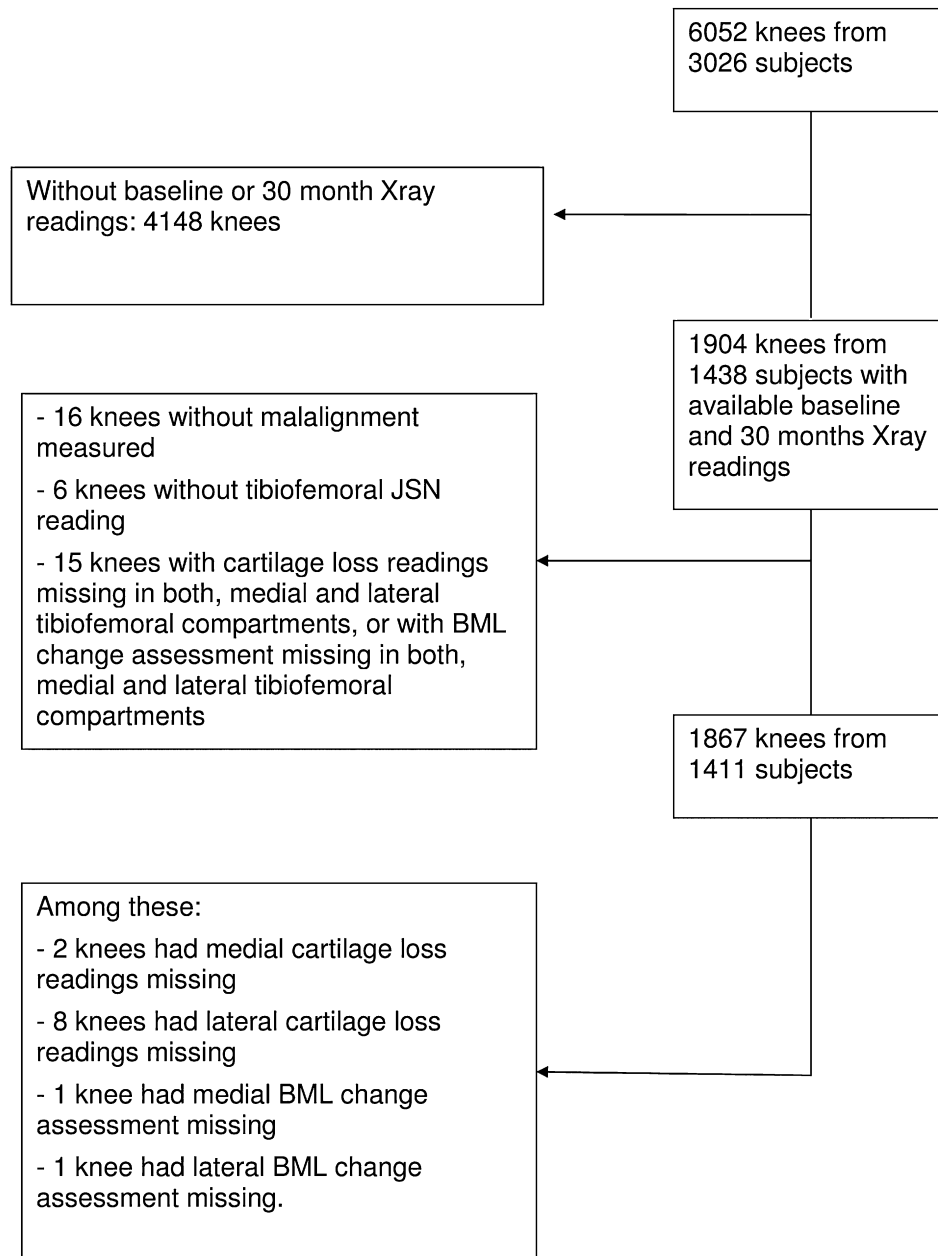 6052 knees from
3026 subjects
Without baseline or 30 month Xray
readings: 4148 knees
1904 knees from
1438 subjects with
available baseline
and 30 months Xray
readings
- 16 knees without malalignment
measured
- 6 knees without tibiofemoral JSN
reading
- 15 knees with cartilage loss readings
missing in both, medial and lateral
tibiofemoral compartments, or with BML
change assessment missing in both,
medial and lateral tibiofemoral
compartments
1867 knees from
1411 subjects
Among these:
- 2 knees had medial cartilage loss
readings missing
- 8 knees had lateral cartilage loss
readings missing
- 1 knee had medial BML change
assessment missing
- 1 knee had lateral BML change
assessment missing.